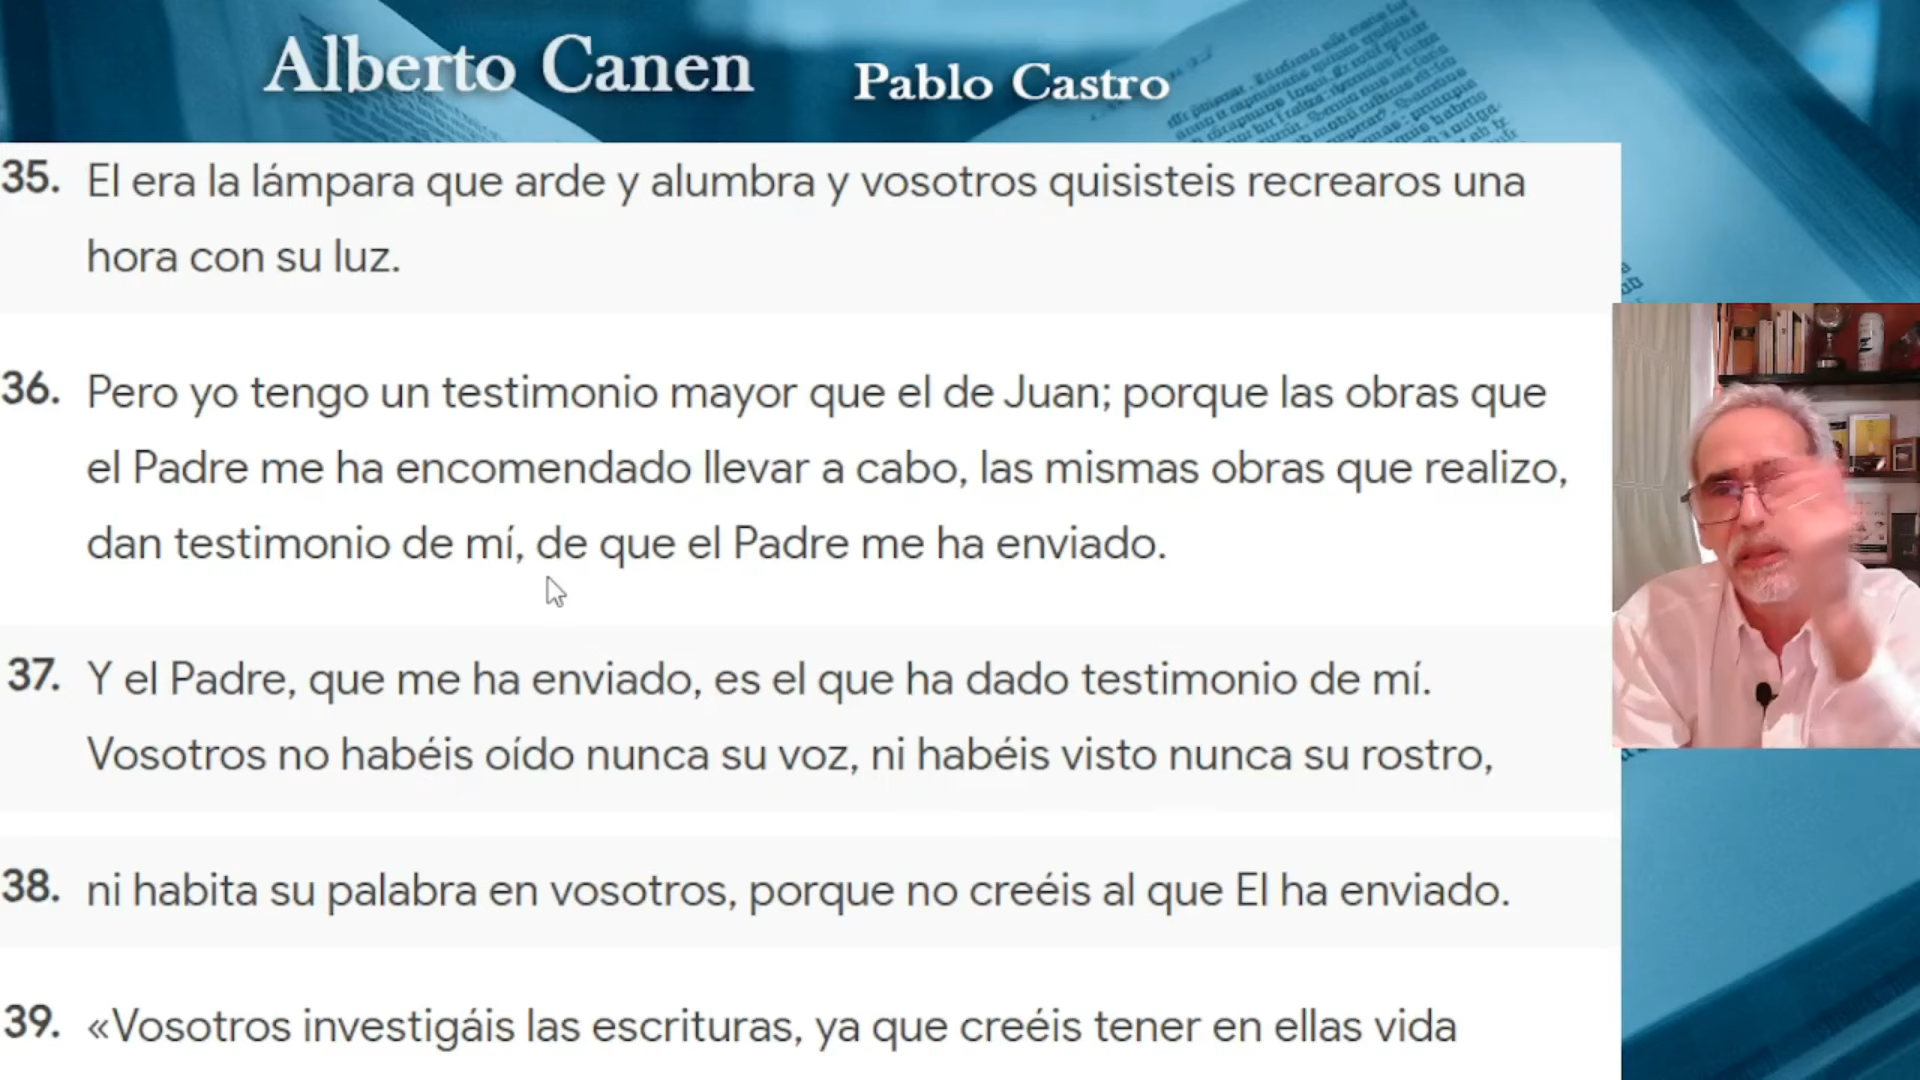 Alberto Canen
Pablo Castro
35. El era la lámpara que arde y alumbra y vosotros quisisteis recrearos una
hora con su luz.
36. Pero yo tengo un testimonio mayor que el de Juan; porque las obras que
el Padre me ha encomendado llevar a cabo, las mismas obras que realizo,
dan testimonio de mí, de que el Padre me ha enviado.
37. Y el Padre, que me ha enviado, es el que ha dado testimonio de mí.
Vosotros no habéis oído nunca su voz, ni habéis visto nunca su rostro,
38. ni habita su palabra en vosotros, porque no creéis al que El ha enviado.
39. «Vosotros investigáis las escrituras, ya que creéis tener en ellas vida